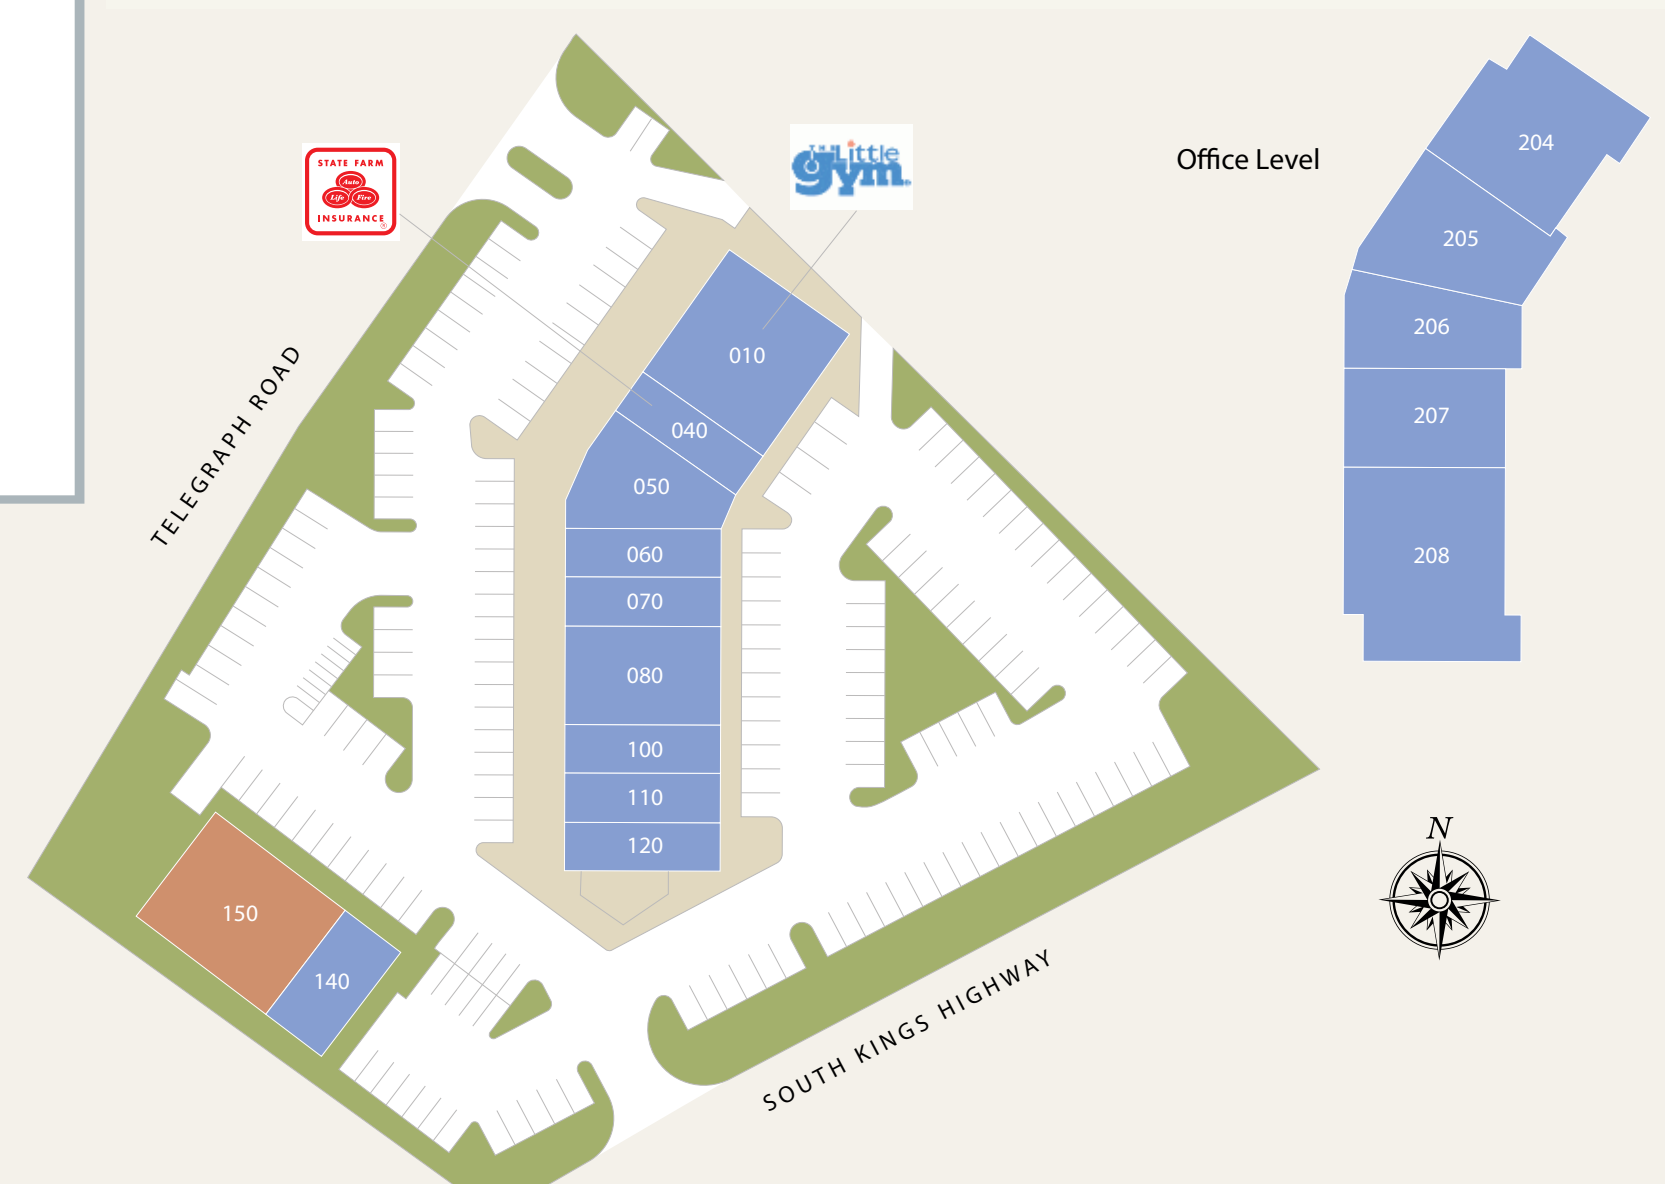 STATE FARM
Auto
Life Fire
INSURANCE
®
THE Little
gym
Office Level
204
205
206
207
208
TELEGRAPH ROAD
010
040
050
060
070
080
100
110
120
150
140
N
SOUTH KINGS HIGHWAY